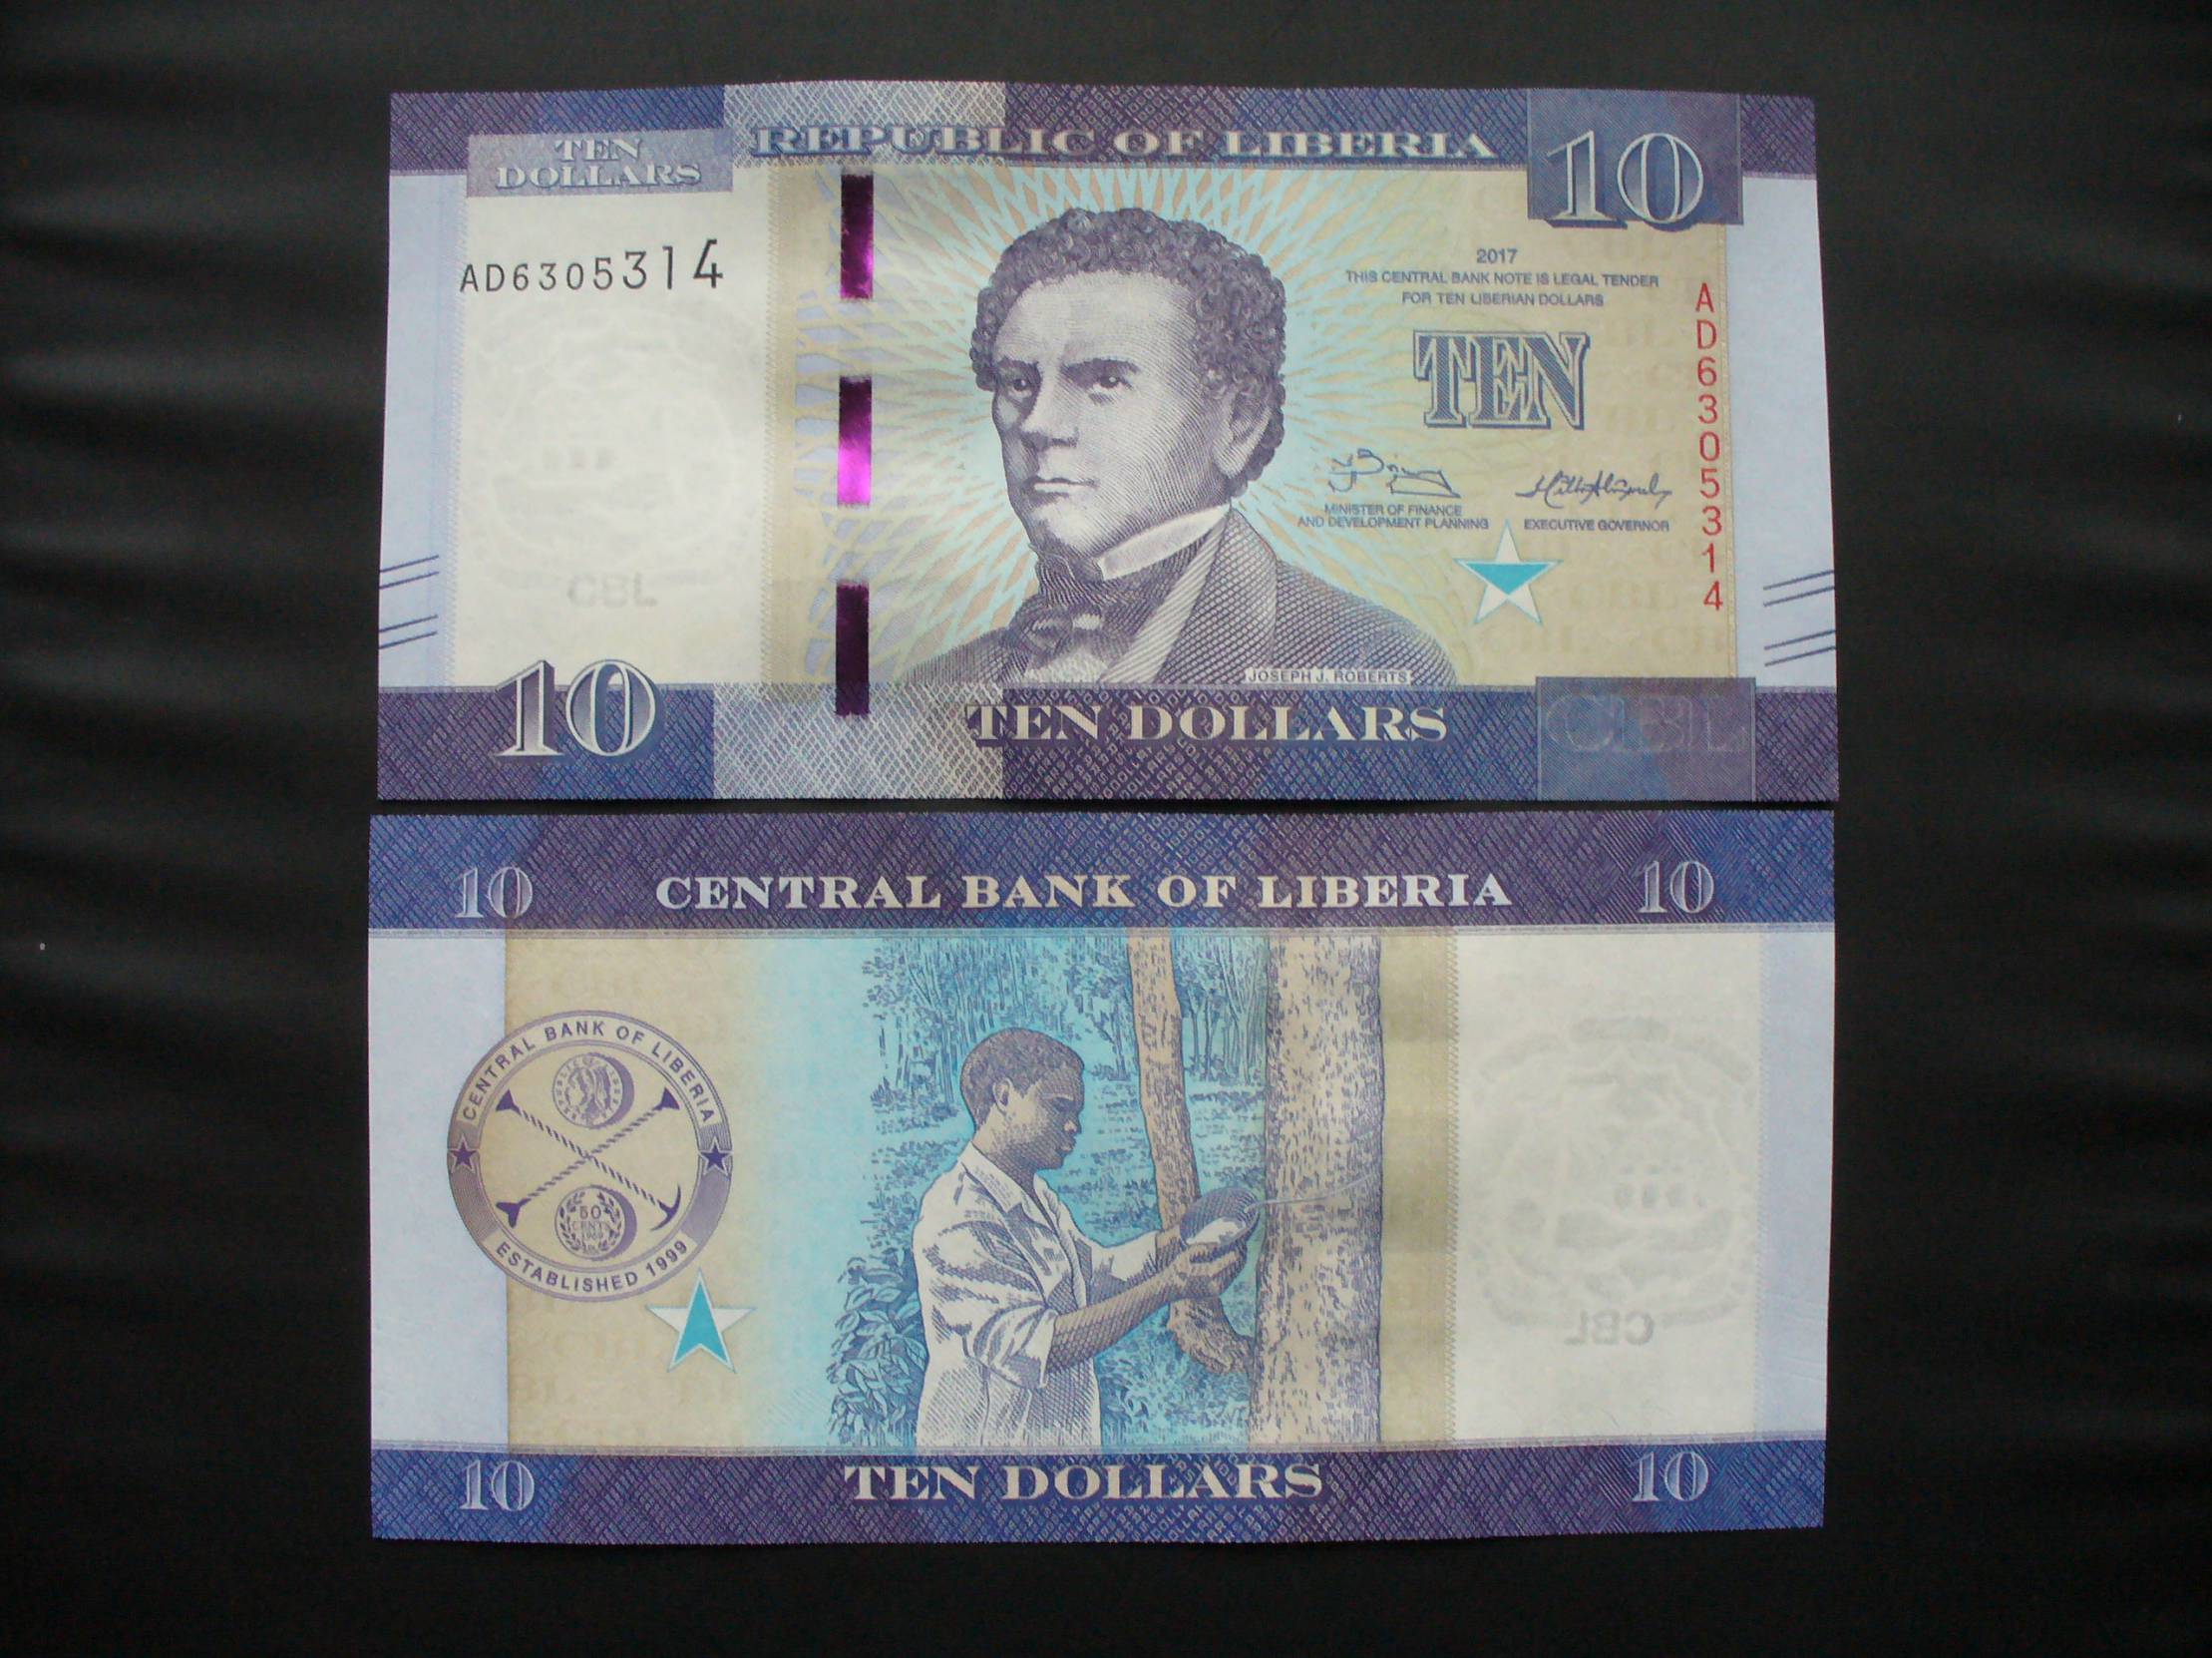 REPUBLIC OF LIBERIA
TEN
DOLLARS
10
AD6305314
2017
THIS CENTRAL BANK NOTE IS LEGAL TENDER
FOR TEN LIBERIAN DOLLARS
TEN
AD6305314
MINISTER OF FINANCE
AND DEVELOPMENT PLANNING
EXECUTIVE GOVERNOR
CBL
JOSEPH J. ROBERTS
10
TEN DOLLARS
CBL
10
CENTRAL BANK OF LIBERIA
10
CENTRAL BANK OF LIBERIA
50
CENTS
ESTABLISHED 1999
CBL
10
TEN DOLLARS
10